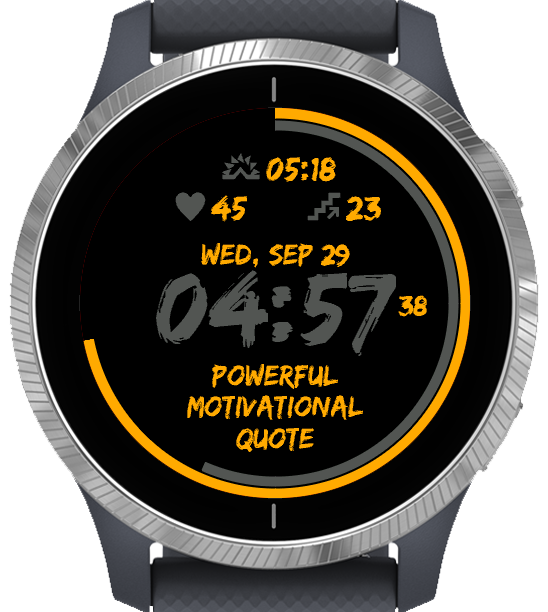 05:18
45 23
WED, SEP 29
04:57 38
POWERFUL
MOTIVATIONAL
QUOTE